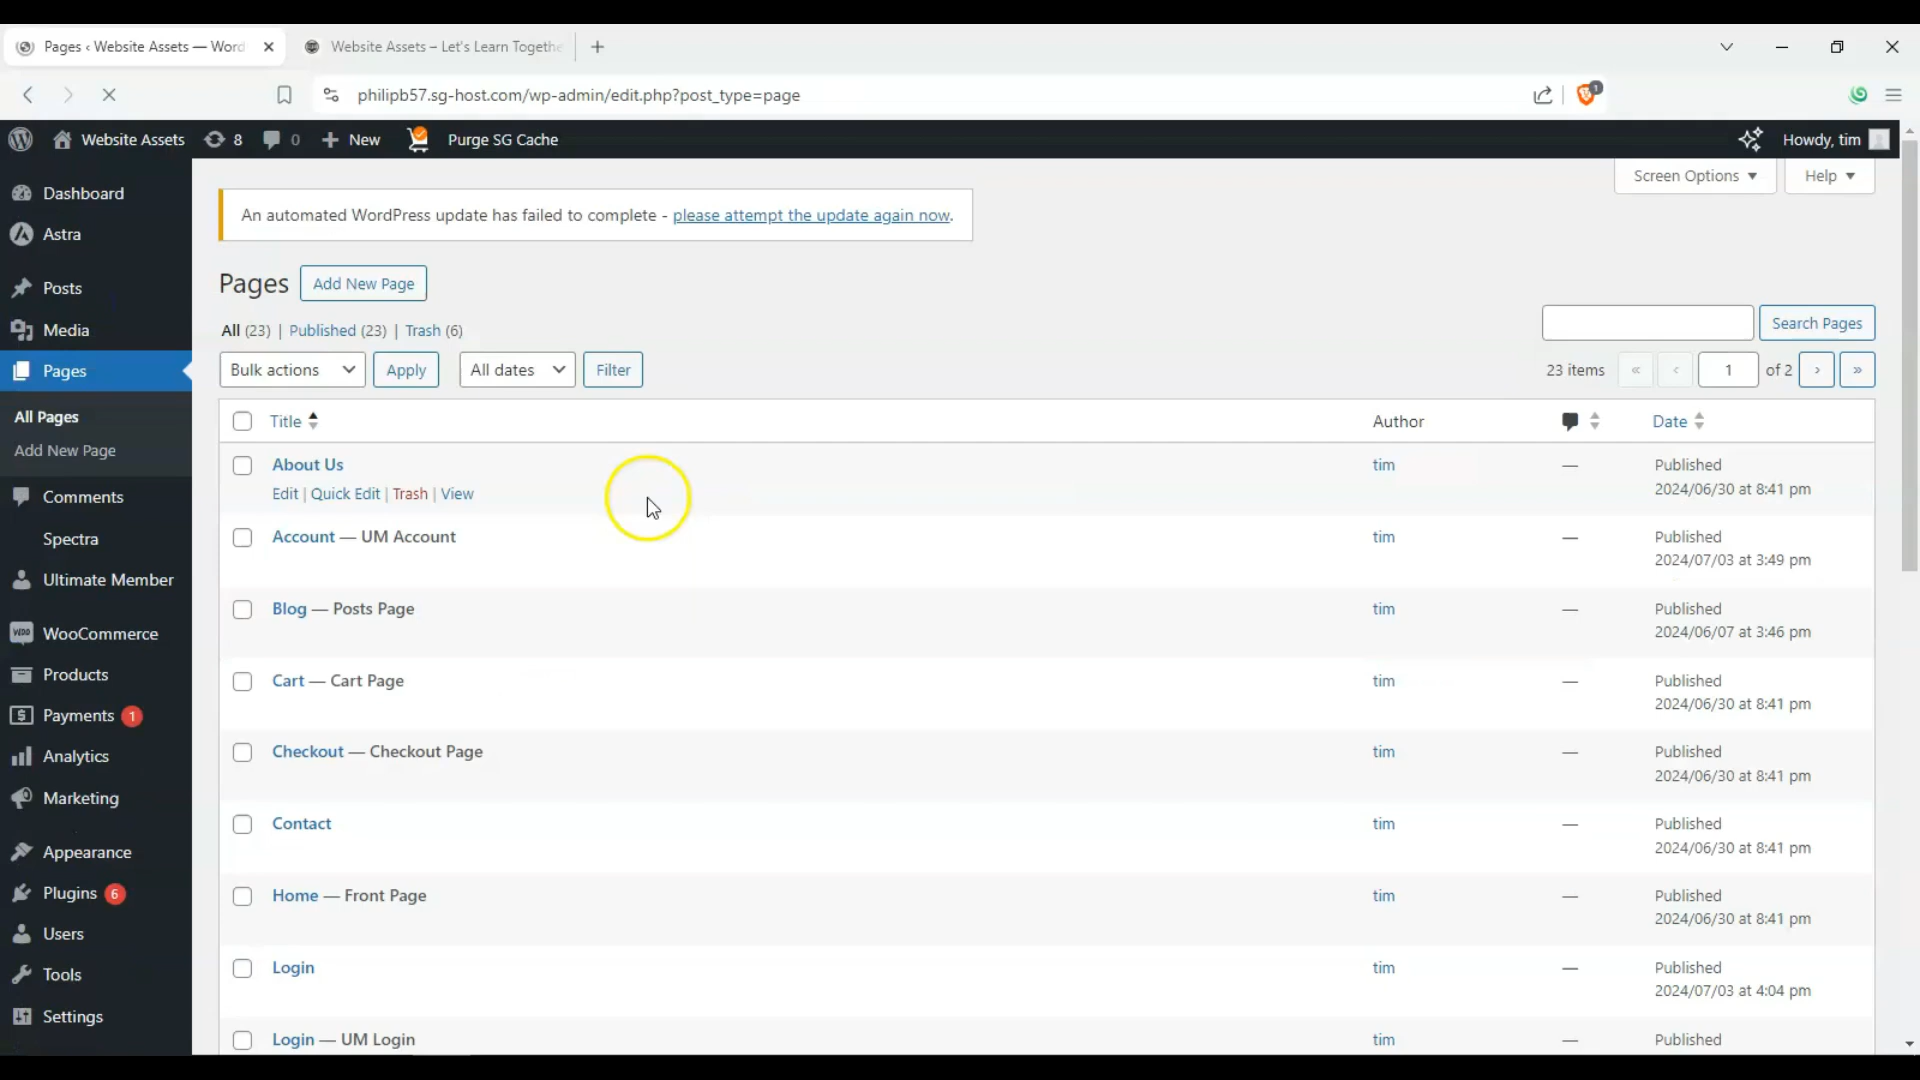 Pages ‹ Website Assets — Word
Website Assets – Let's Learn Togethe
philipb57.sg-host.com/wp-admin/edit.php?post_type=page
1
Website Assets 8 0 New Purge SG Cache Howdy, tim
Screen Options Help
An automated WordPress update has failed to complete - please attempt the update again now.
Dashboard
Astra
Posts
Media
Pages
All Pages
Add New Page
Comments
Spectra
Ultimate Member
WooCommerce
Products
Payments 1
Analytics
Marketing
Appearance
Plugins 6
Users
Tools
Settings
Pages Add New Page
All (23) | Published (23) | Trash (6)
Search Pages
Bulk actions Apply All dates Filter
23 items « ‹ 1 of 2 › »
Title Author Date
About Us tim — Published
Edit | Quick Edit | Trash | View 2024/06/30 at 8:41 pm
Account — UM Account tim — Published
2024/07/03 at 3:49 pm
Blog — Posts Page tim — Published
2024/06/07 at 3:46 pm
Cart — Cart Page tim — Published
2024/06/30 at 8:41 pm
Checkout — Checkout Page tim — Published
2024/06/30 at 8:41 pm
Contact tim — Published
2024/06/30 at 8:41 pm
Home — Front Page tim — Published
2024/06/30 at 8:41 pm
Login tim — Published
2024/07/03 at 4:04 pm
Login — UM Login tim — Published